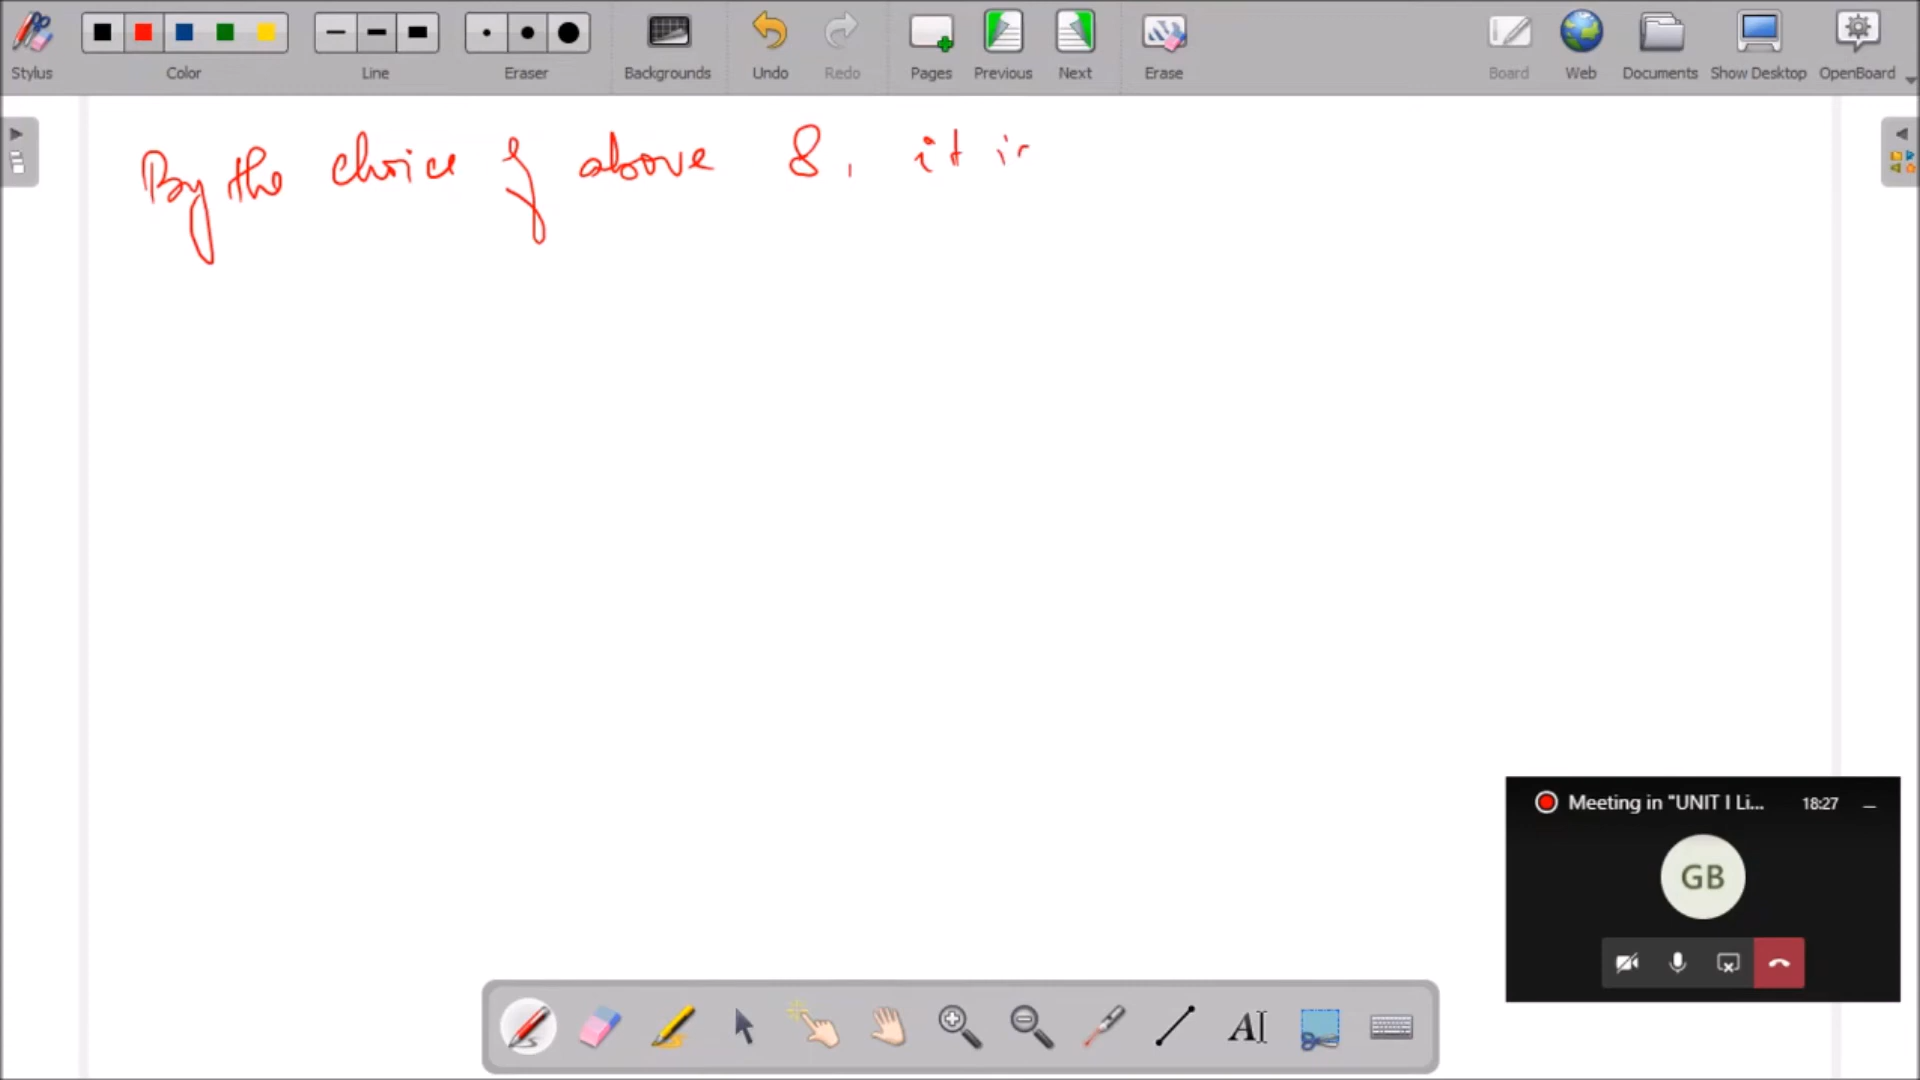 Stylus Color Line Eraser Backgrounds Undo Redo Pages Previous Next Erase Board Web Documents Show Desktop OpenBoard
By the choice of above δ, it is
Meeting in "UNIT I Li... 18:27
GB
AI